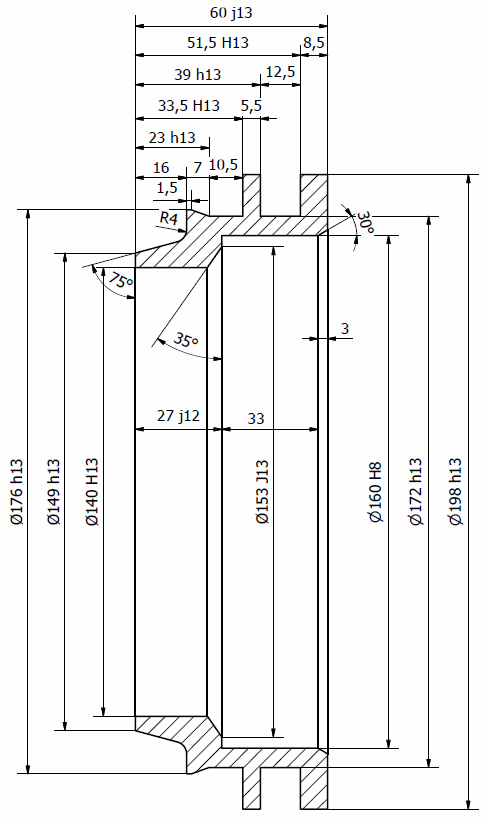 60 j13
51,5 H13
8,5
39 h13
12,5
33,5 H13
5,5
23 h13
16
7
10,5
1,5
R4
30°
75°
35°
3
27 j12
33
Ø176 h13
Ø149 h13
Ø140 H13
Ø153 J13
Ø160 H8
Ø172 h13
Ø198 h13